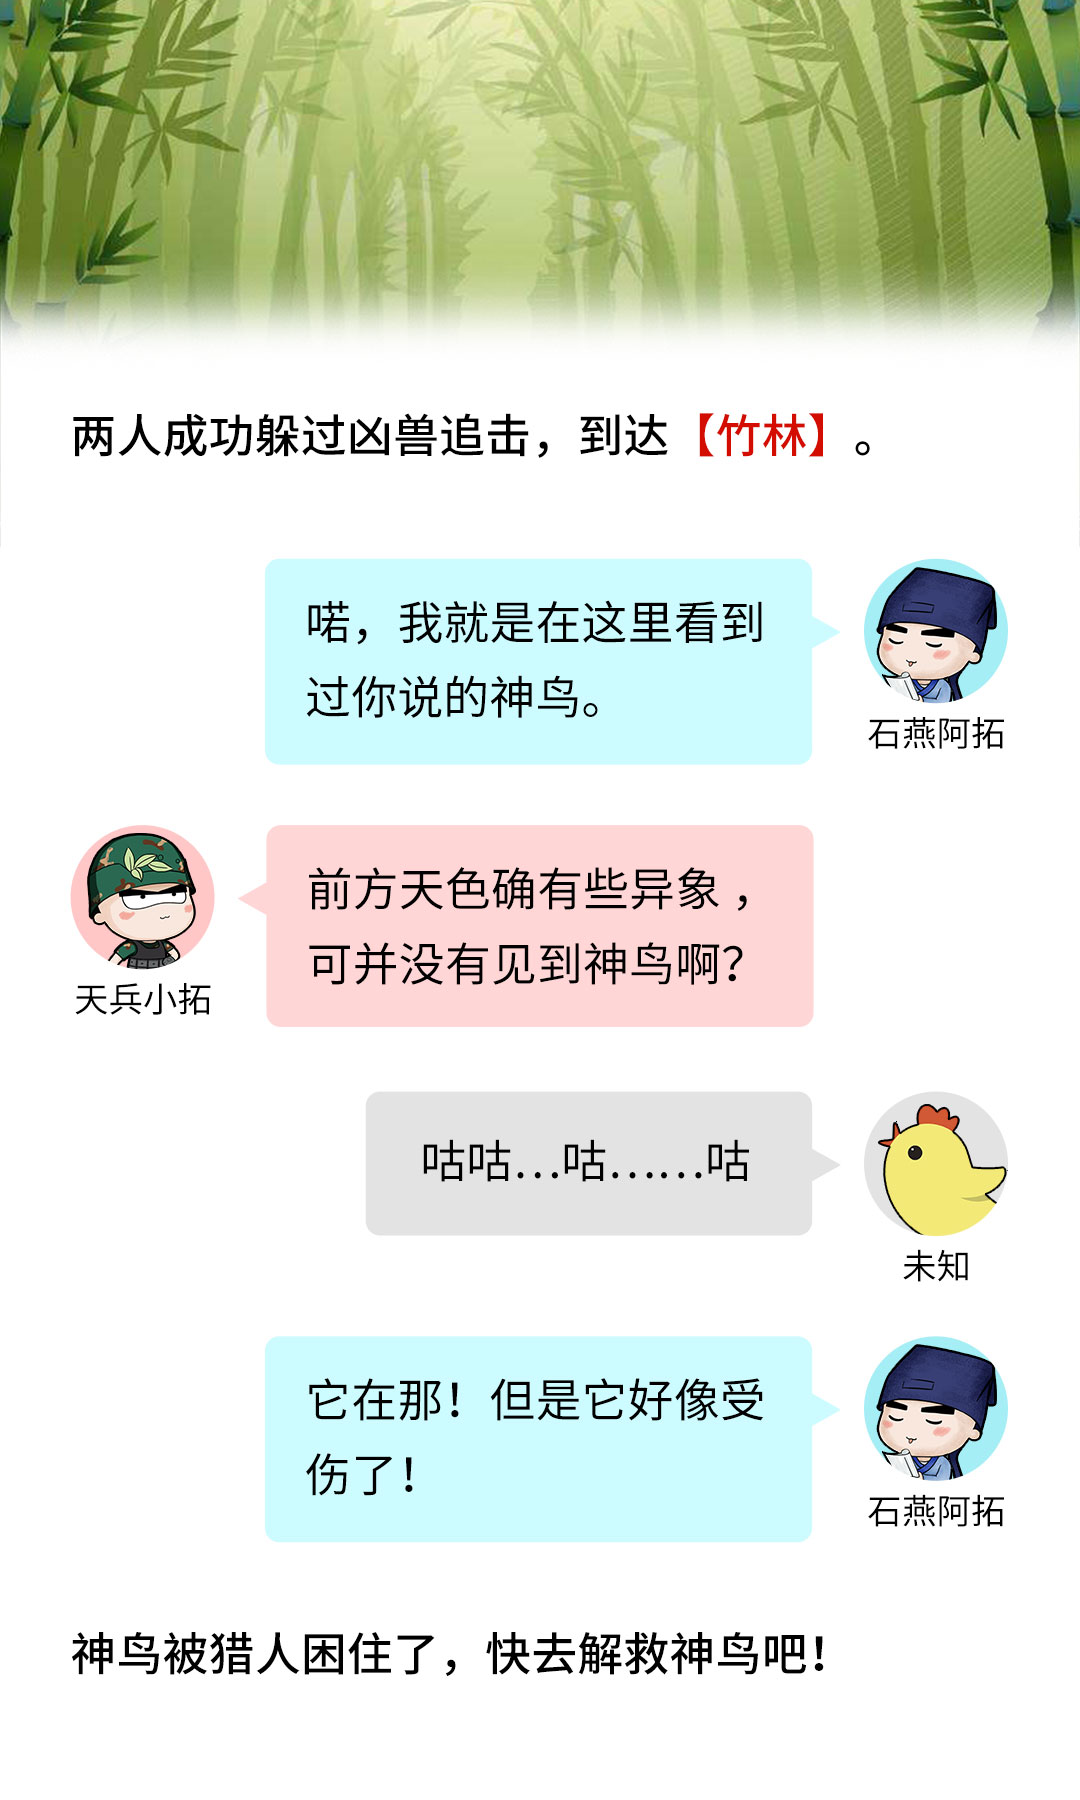 两人成功躲过凶兽追击，到达【竹林】。
喏，我就是在这里看到
过你说的神鸟。
石燕阿拓
前方天色确有些异象，
可并没有见到神鸟啊？
天兵小拓
咕咕…咕……咕
未知
它在那！但是它好像受
伤了！
石燕阿拓
神鸟被猎人困住了，快去解救神鸟吧！